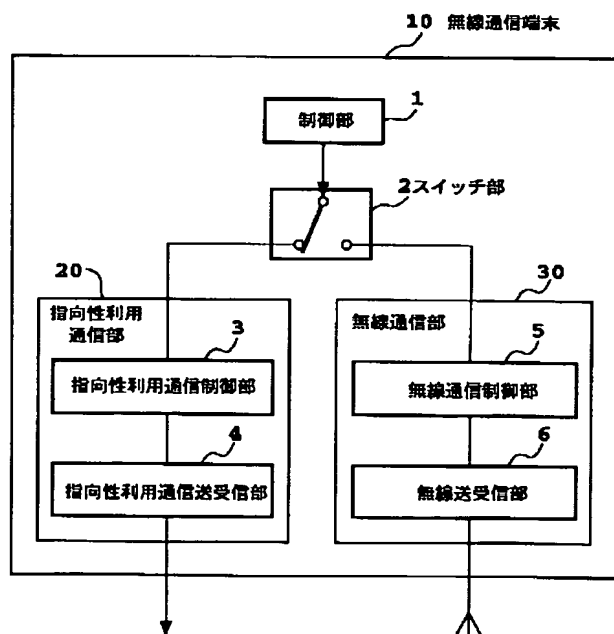 10 無線通信端末
1
制御部
2スイッチ部
20
30
指向性利用
通信部
無線通信部
3
5
指向性利用通信制御部
無線通信制御部
4
6
指向性利用通信送受信部
無線送受信部